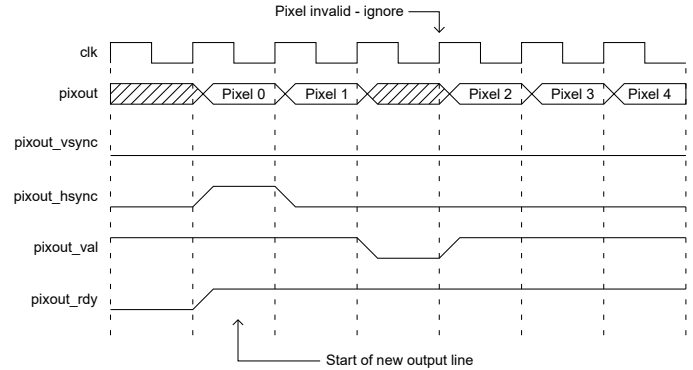 Pixel invalid - ignore
clk
pixout Pixel 0 Pixel 1 Pixel 2 Pixel 3 Pixel 4
pixout_vsync
pixout_hsync
pixout_val
pixout_rdy
Start of new output line